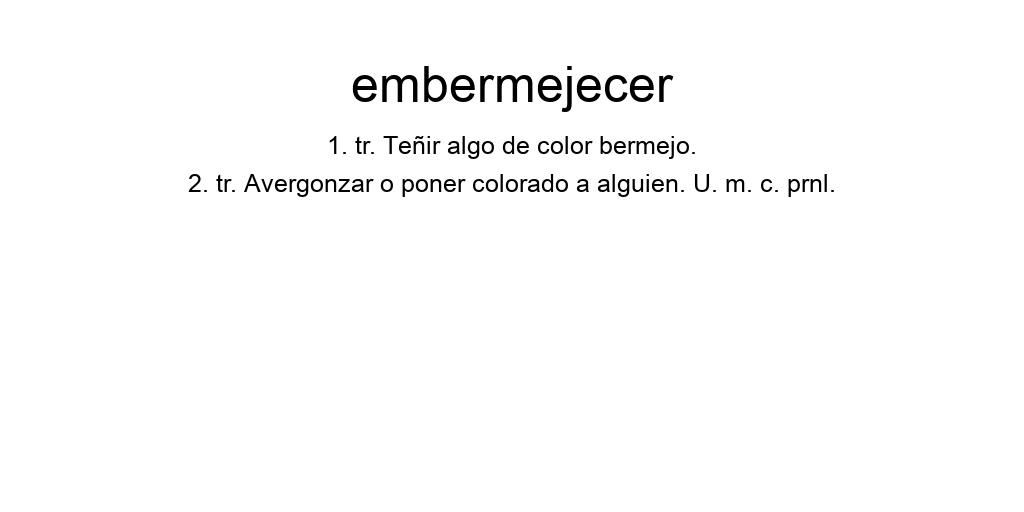 embermejecer
1. tr. Teñir algo de color bermejo.
2. tr. Avergonzar o poner colorado a alguien. U. m. c. prnl.